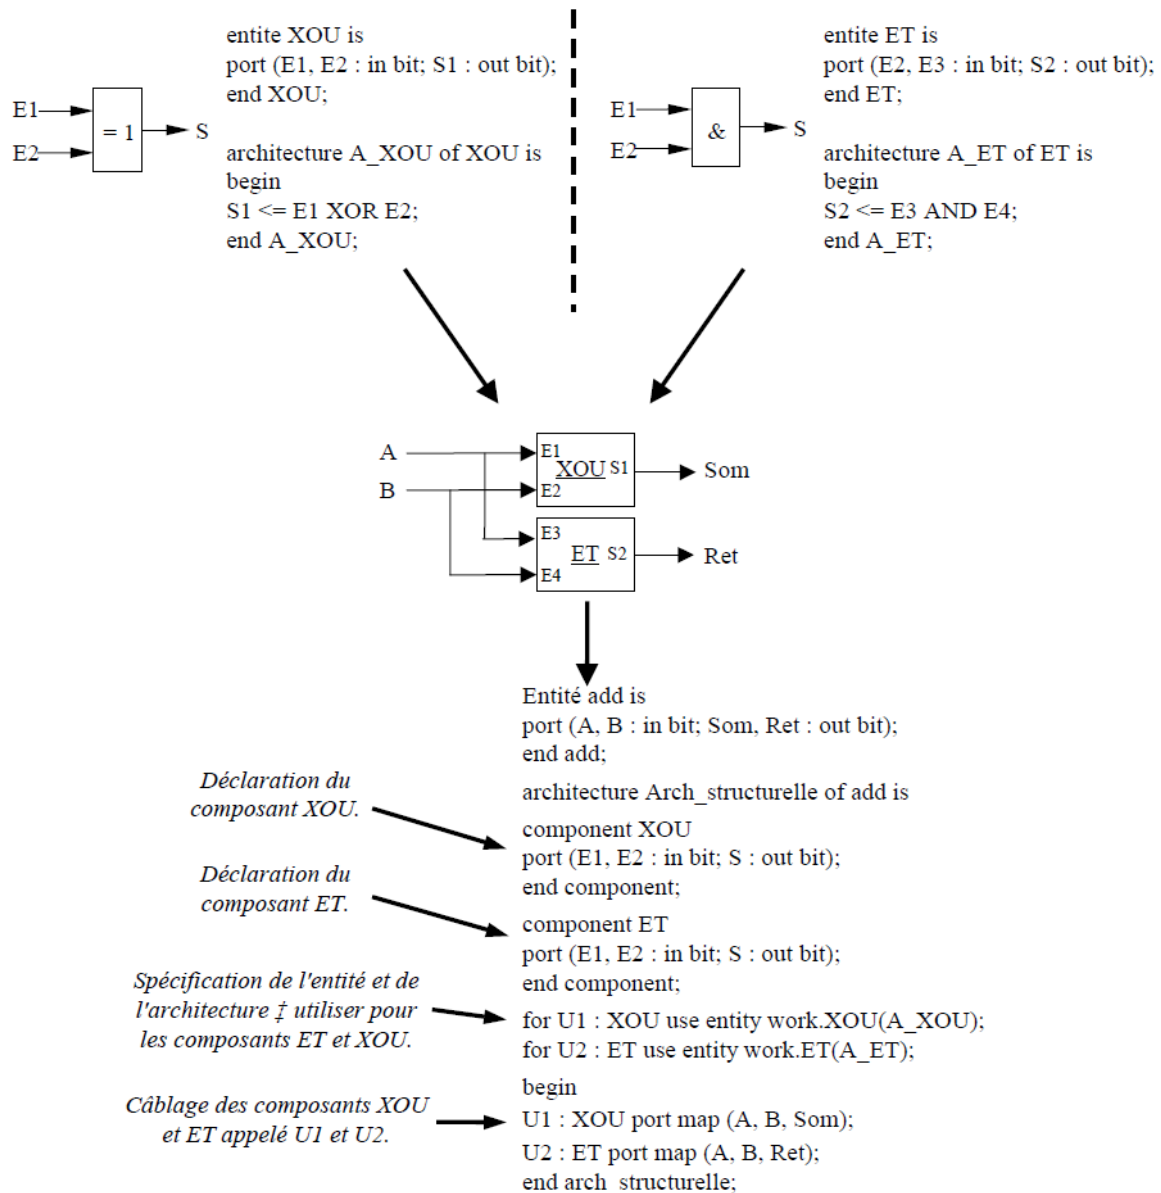 entite XOU is
port (E1, E2 : in bit; S1 : out bit);
end XOU;
E1
E2
= 1
S
architecture A_XOU of XOU is
begin
S1 <= E1 XOR E2;
end A_XOU;
entite ET is
port (E2, E3 : in bit; S2 : out bit);
end ET;
E1
E2
&
S
architecture A_ET of ET is
begin
S2 <= E3 AND E4;
end A_ET;
A
B
E1
XOU S1
E2
Som
E3
ET S2
E4
Ret
Entité add is
port (A, B : in bit; Som, Ret : out bit);
end add;
Déclaration du
composant XOU.
architecture Arch_structurelle of add is
component XOU
port (E1, E2 : in bit; S : out bit);
end component;
Déclaration du
composant ET.
component ET
port (E1, E2 : in bit; S : out bit);
end component;
Spécification de l'entité et de
l'architecture ‡ utiliser pour
les composants ET et XOU.
for U1 : XOU use entity work.XOU(A_XOU);
for U2 : ET use entity work.ET(A_ET);
begin
Câblage des composants XOU
et ET appelé U1 et U2.
U1 : XOU port map (A, B, Som);
U2 : ET port map (A, B, Ret);
end arch_structurelle;